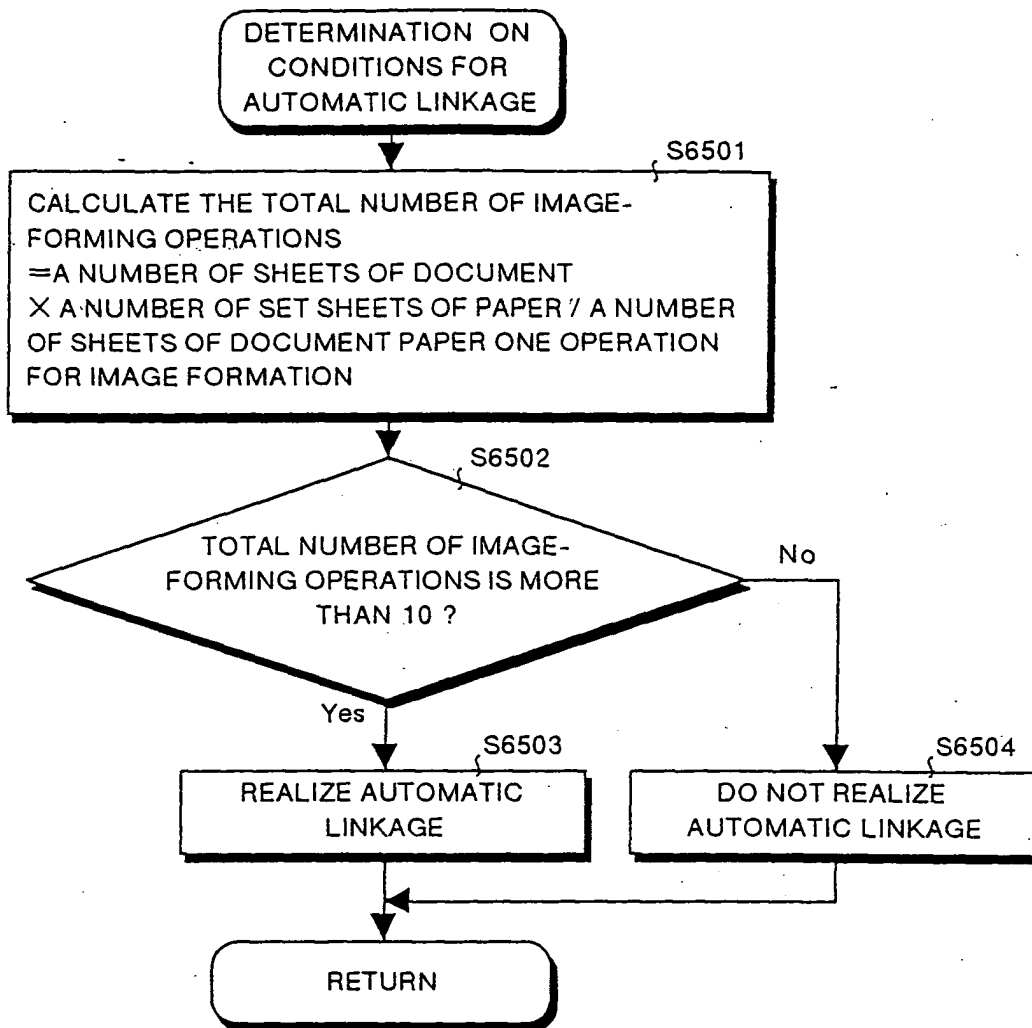 DETERMINATION ON
CONDITIONS FOR
AUTOMATIC LINKAGE
S6501
CALCULATE THE TOTAL NUMBER OF IMAGE-
FORMING OPERATIONS
=A NUMBER OF SHEETS OF DOCUMENT
× A NUMBER OF SET SHEETS OF PAPER / A NUMBER
OF SHEETS OF DOCUMENT PAPER ONE OPERATION
FOR IMAGE FORMATION
S6502
TOTAL NUMBER OF IMAGE-
FORMING OPERATIONS IS MORE
THAN 10 ?
No
Yes
S6503
S6504
REALIZE AUTOMATIC
LINKAGE
DO NOT REALIZE
AUTOMATIC LINKAGE
RETURN